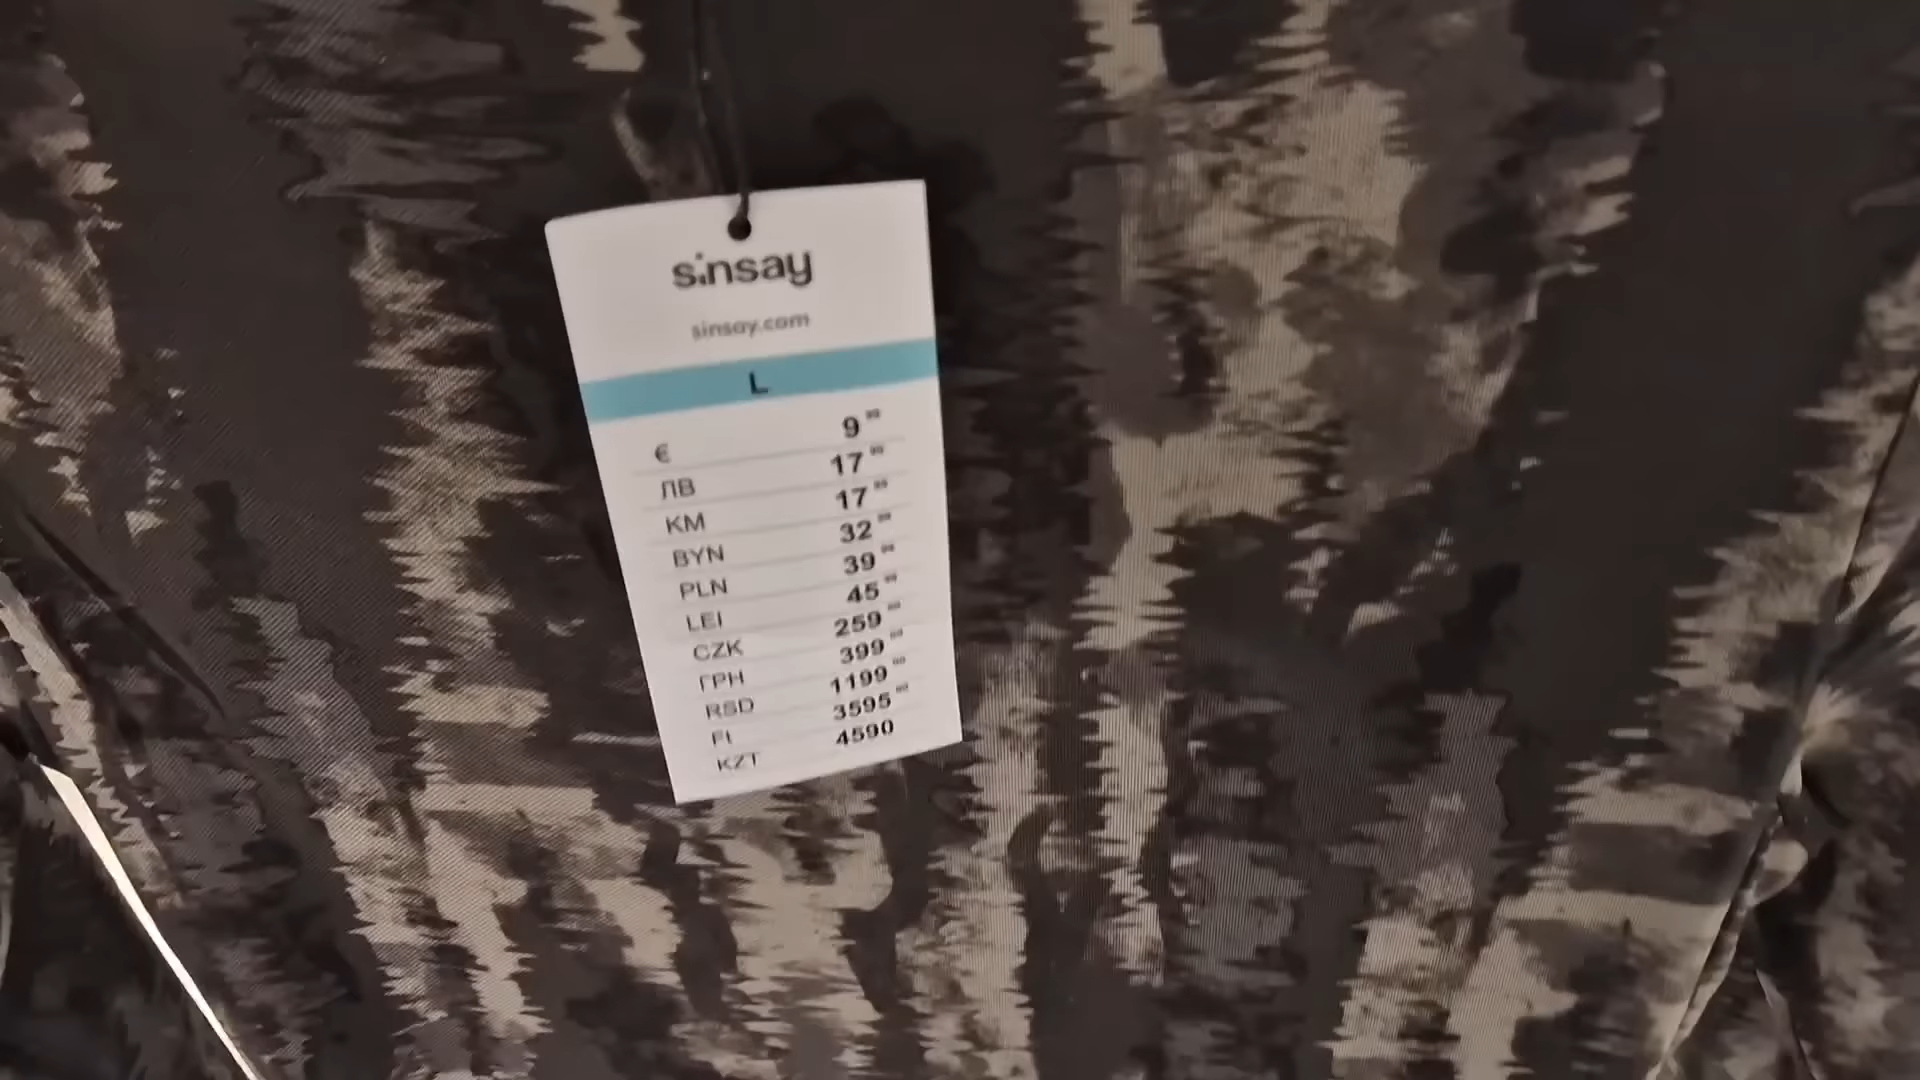 sinsay
sinsay.com
L
€ 9 99
ЛВ 17
KM 17
BYN 32
PLN 39
LEI 45
CZK 259
ГРН 399
RSD 1199
Ft 3595
KZT 4590